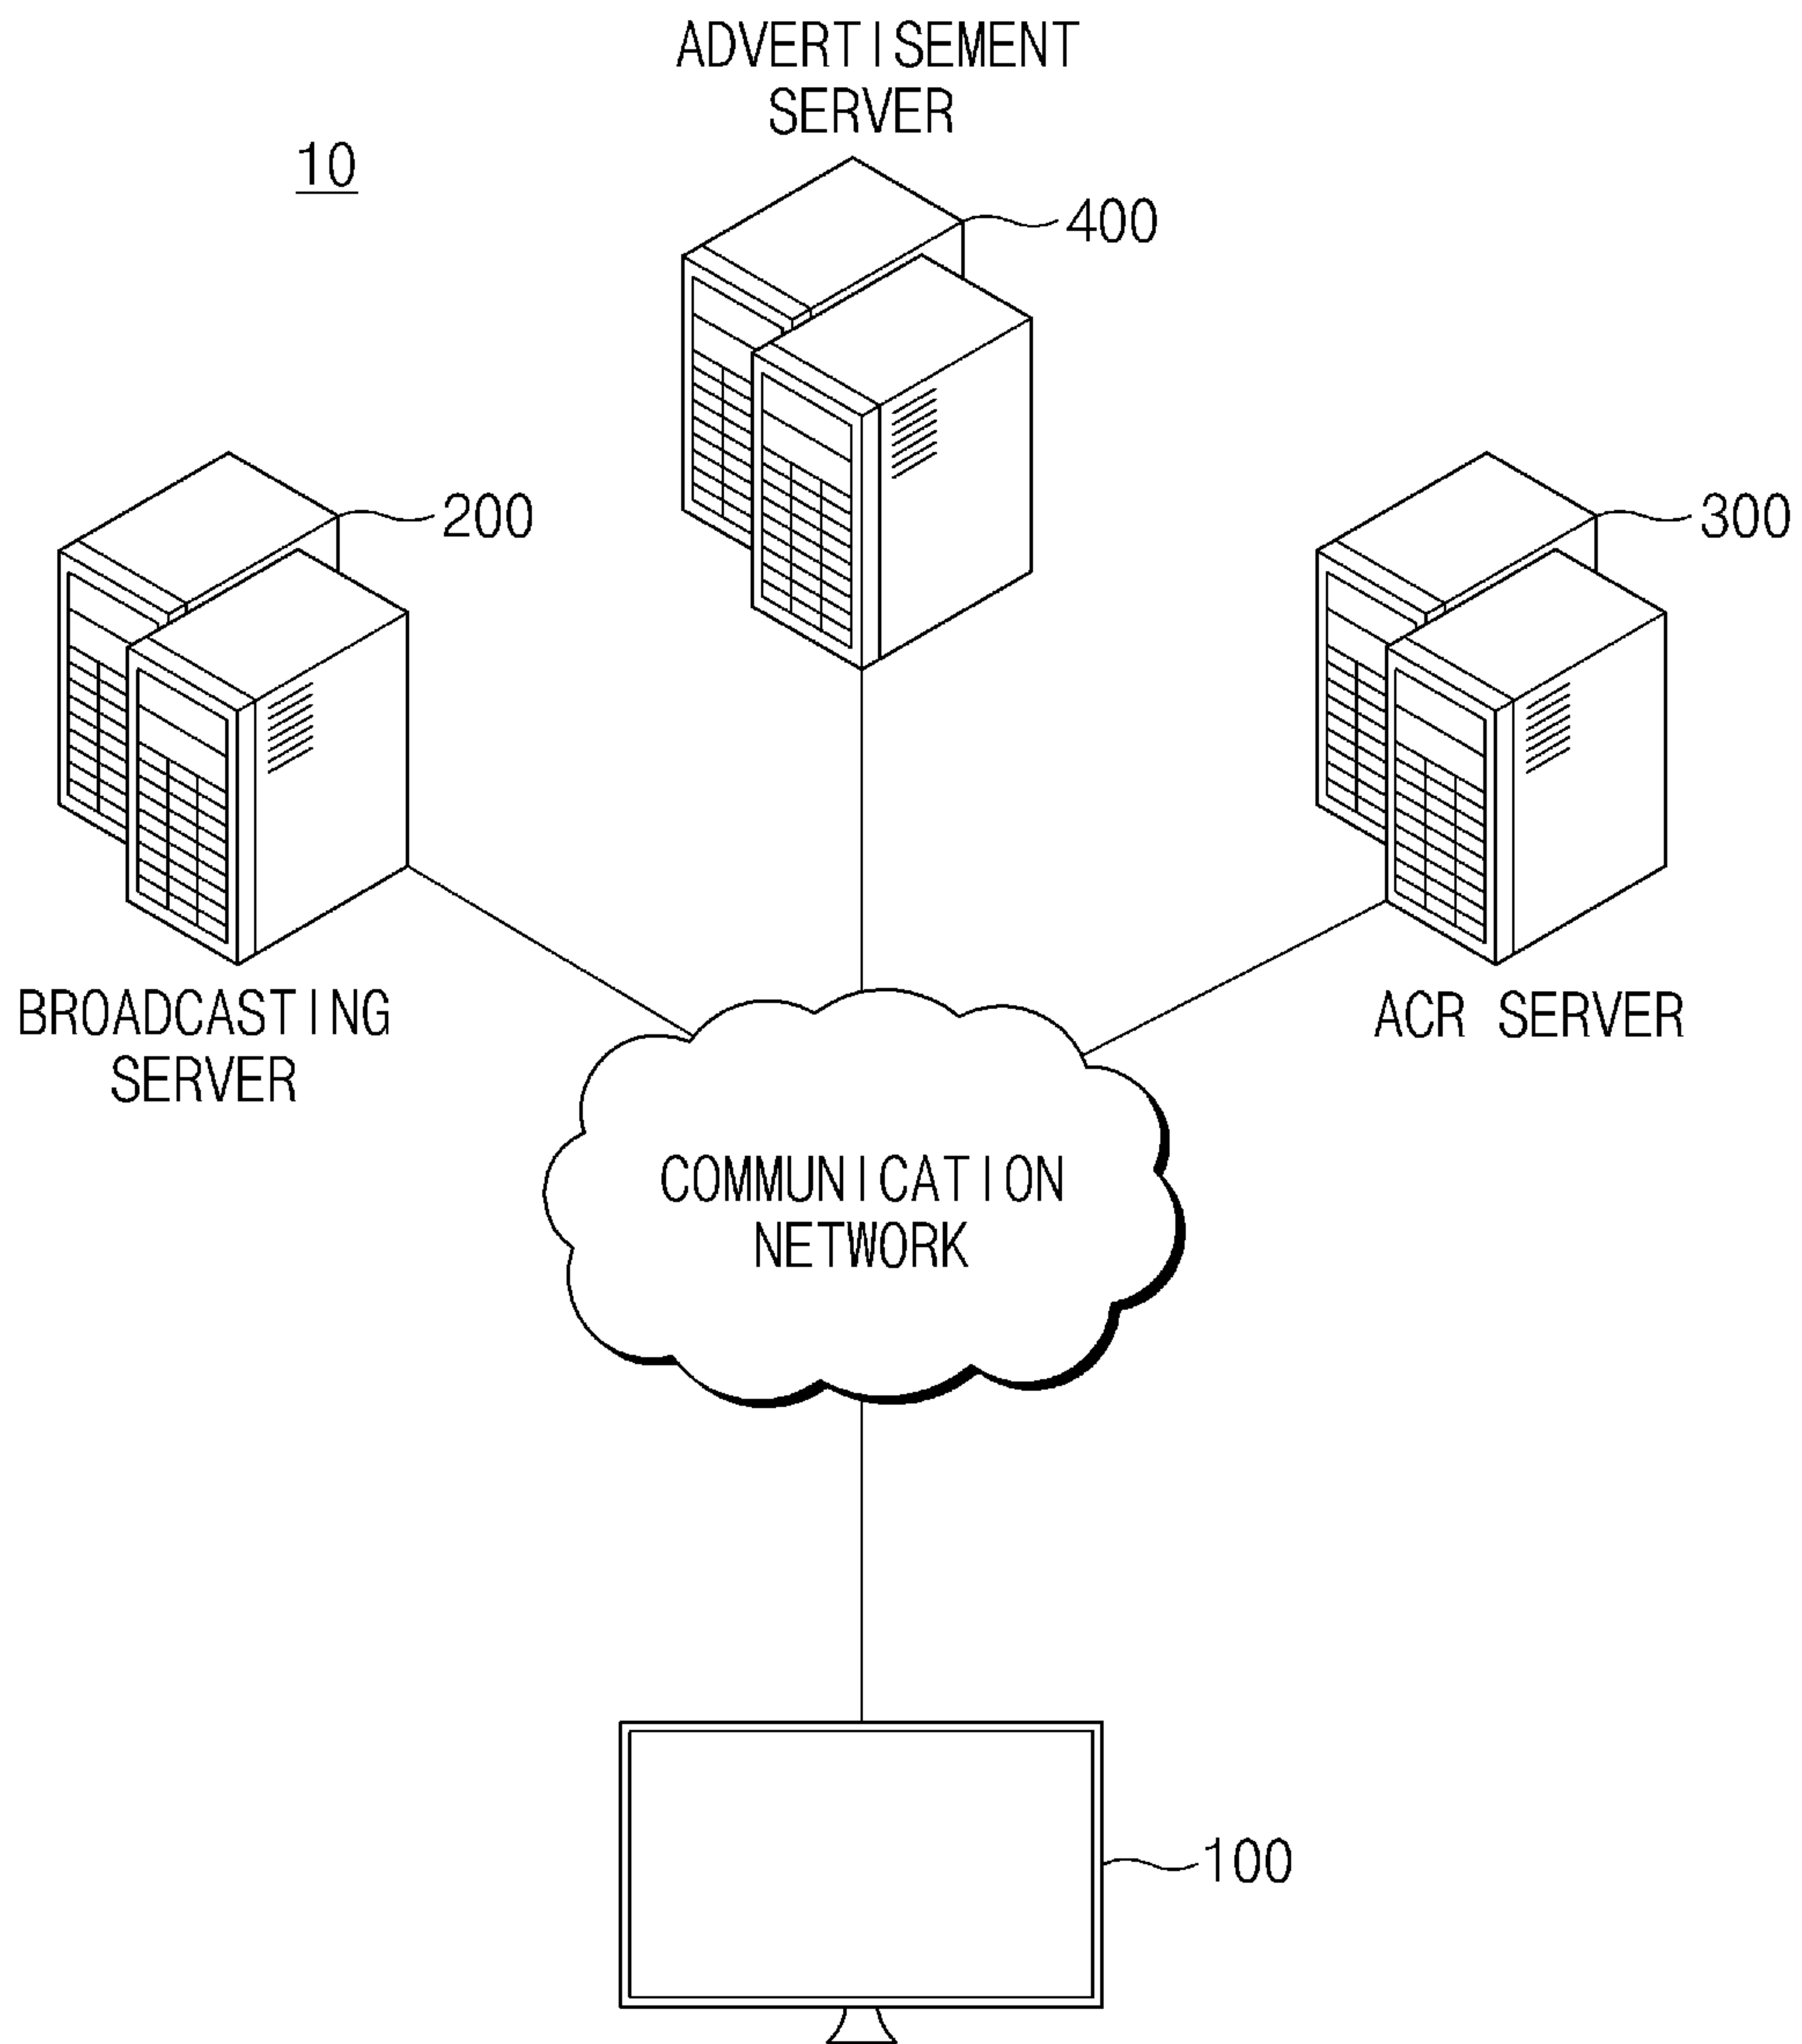 ADVERTISEMENT
SERVER
10
400
200
300
BROADCASTING
SERVER
ACR SERVER
COMMUNICATION
NETWORK
100